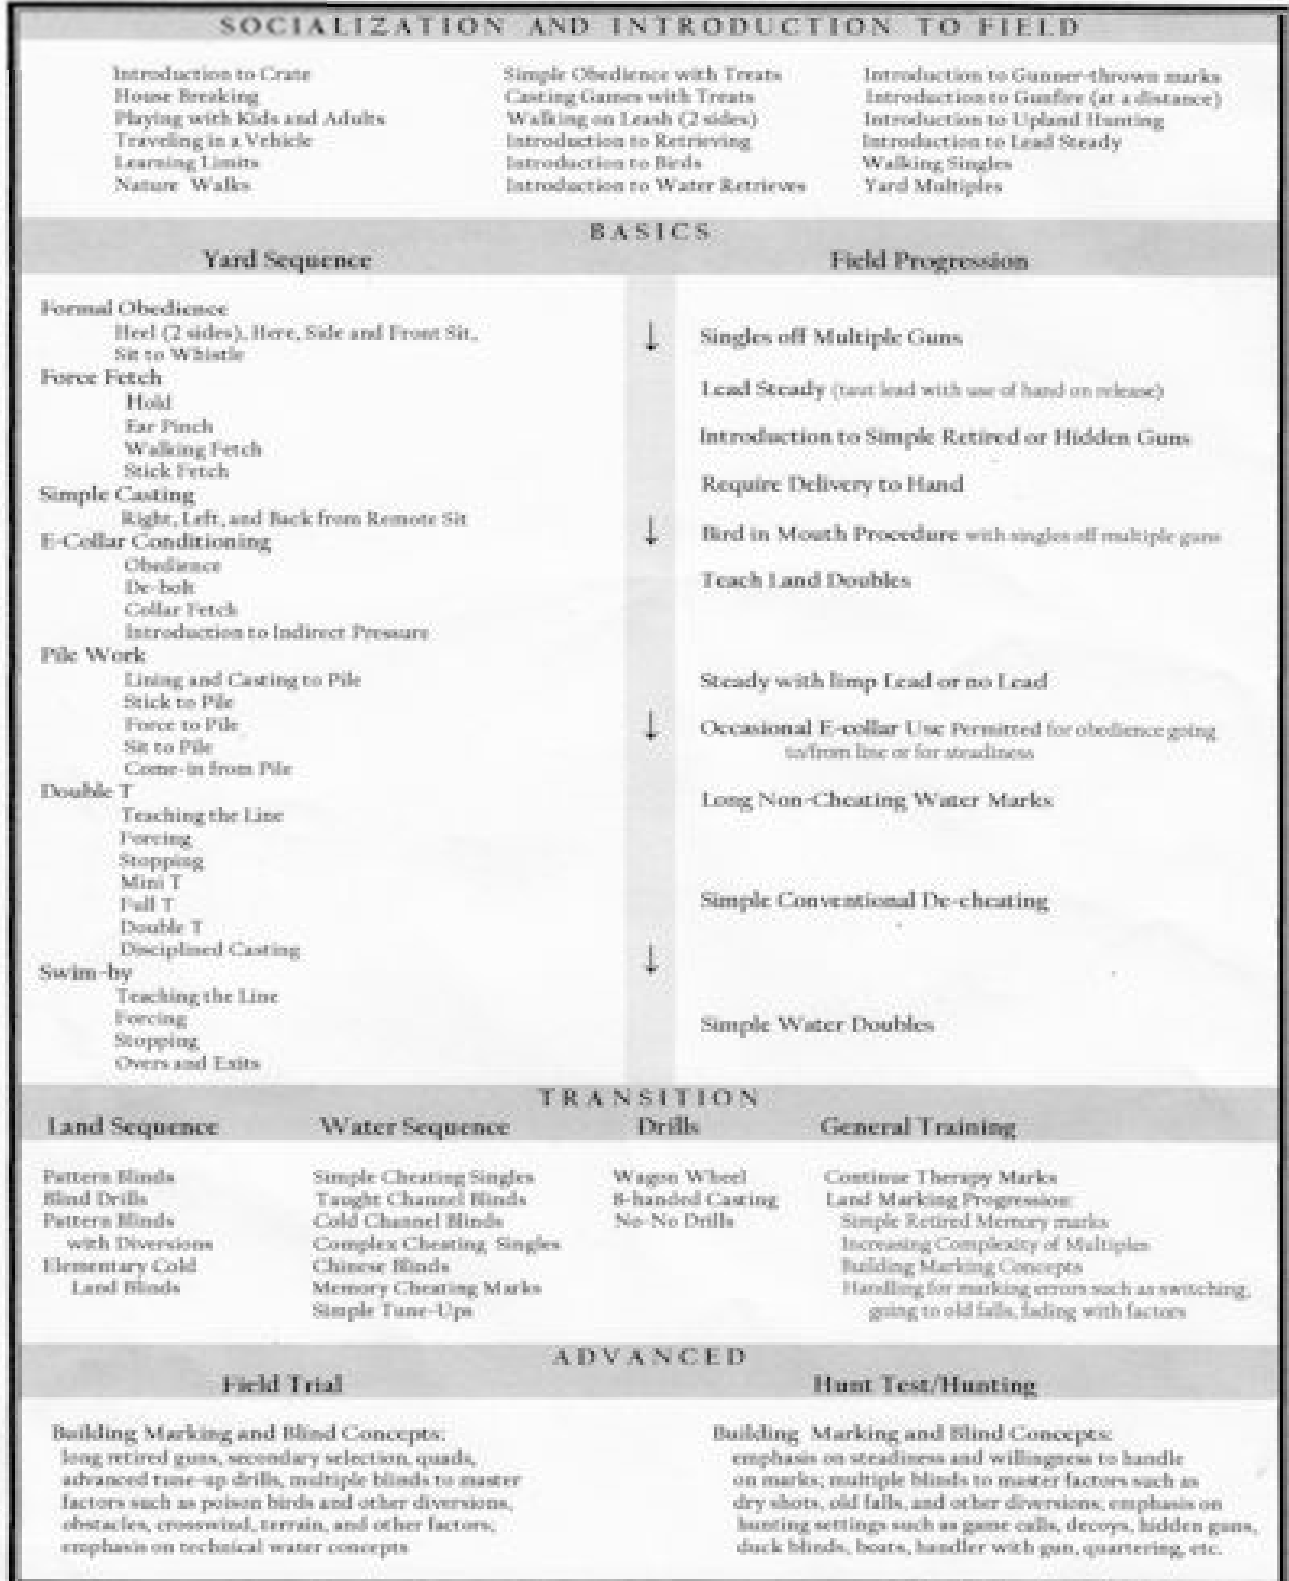 SOCIALIZATION AND INTRODUCTION TO FIELD
Introduction to Crate
House Breaking
Playing with Kids and Adults
Traveling in a Vehicle
Learning Limits
Nature Walks
Simple Obedience with Treats
Casting Games with Treats
Walking on Leash (2 sides)
Introduction to Retrieving
Introduction to Birds
Introduction to Water Retrieves
Introduction to Gunner-thrown marks
Introduction to Gunfire (at a distance)
Introduction to Upland Hunting
Introduction to Lead Steady
Walking Singles
Yard Multiples
BASICS
Yard Sequence
Formal Obedience
Heel (2 sides), Here, Side and Front Sit,
Sit to Whistle
Force Fetch
Hold
Ear Pinch
Walking Fetch
Stick Fetch
Simple Casting
Right, Left, and Back from Remote Sit
E-Collar Conditioning
Obedience
De-bolt
Collar Fetch
Introduction to Indirect Pressure
Pile Work
Lining and Casting to Pile
Stick to Pile
Force to Pile
Sit to Pile
Come-in from Pile
Double T
Teaching the Line
Forcing
Stopping
Mini T
Full T
Double T
Disciplined Casting
Swim-by
Teaching the Line
Forcing
Stopping
Overs and Exits
Field Progression
↓ Singles off Multiple Guns
Lead Steady (taut lead with use of hand on release)
Introduction to Simple Retired or Hidden Guns
Require Delivery to Hand
↓ Bird in Mouth Procedure with singles off multiple guns
Teach Land Doubles
Steady with limp Lead or no Lead
↓ Occasional E-collar Use Permitted for obedience going
to/from line or for steadiness
Long Non-Cheating Water Marks
Simple Conventional De-cheating
↓
Simple Water Doubles
TRANSITION
Land Sequence
Pattern Blinds
Blind Drills
Pattern Blinds
with Diversions
Elementary Cold
Land Blinds
Water Sequence
Simple Cheating Singles
Taught Channel Blinds
Cold Channel Blinds
Complex Cheating Singles
Chinese Blinds
Memory Cheating Marks
Simple Tune-Ups
Drills
Wagon Wheel
8-handed Casting
No-No Drills
General Training
Continue Therapy Marks
Land Marking Progression:
Simple Retired Memory marks
Increasing Complexity of Multiples
Building Marking Concepts
Handling for marking errors such as switching,
going to old falls, fading with factors
ADVANCED
Field Trial
Building Marking and Blind Concepts:
long retired guns, secondary selection, quads,
advanced tune-up drills, multiple blinds to master
factors such as poison birds and other diversions,
obstacles, crosswind, terrain, and other factors,
emphasis on technical water concepts
Hunt Test/Hunting
Building Marking and Blind Concepts:
emphasis on steadiness and willingness to handle
on marks, multiple blinds to master factors such as
dry shots, old falls, and other diversions, emphasis on
hunting settings such as game calls, decoys, hidden guns,
duck blinds, boats, handler with gun, quartering, etc.